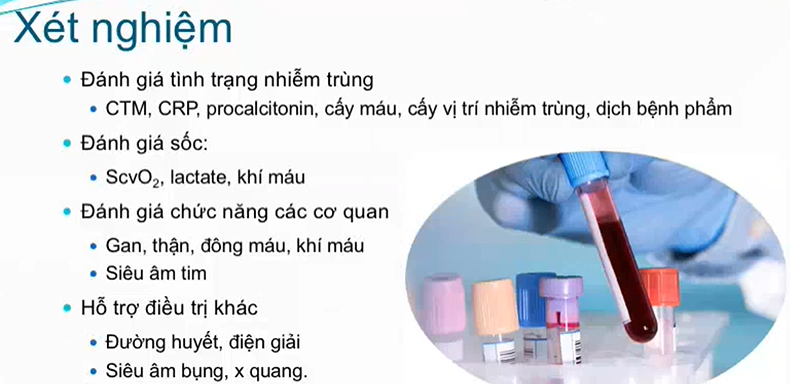 Xét nghiệm
Đánh giá tình trạng nhiễm trùng
CTM, CRP, procalcitonin, cấy máu, cấy vị trí nhiễm trùng, dịch bệnh phẩm
Đánh giá sốc:
ScvO₂, lactate, khí máu
Đánh giá chức năng các cơ quan
Gan, thận, đông máu, khí máu
Siêu âm tim
Hỗ trợ điều trị khác
Đường huyết, điện giải
Siêu âm bụng, x quang.